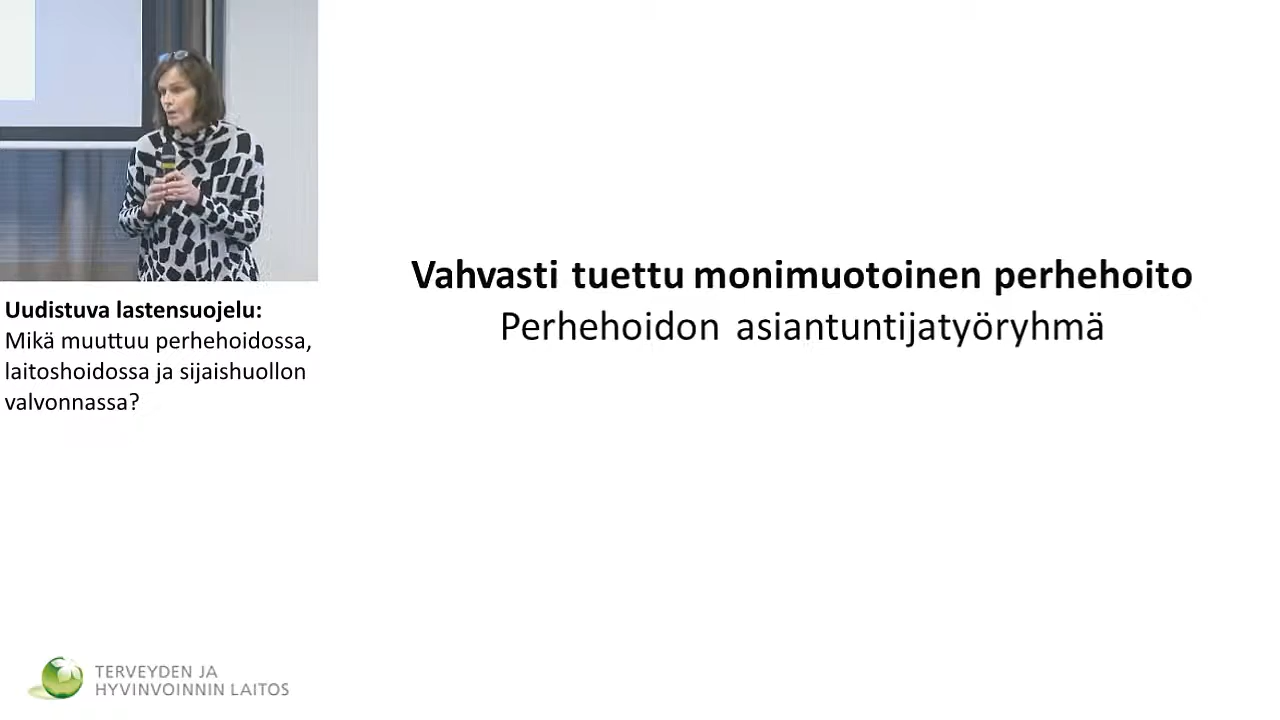 Vahvasti tuettu monimuotoinen perhehoito
Perhehoidon asiantuntijatyöryhmä
Uudistuva lastensuojelu:
Mikä muuttuu perhehoidossa,
laitoshoidossa ja sijaishuollon
valvonnassa?
TERVEYDEN JA
HYVINVOINNIN LAITOS